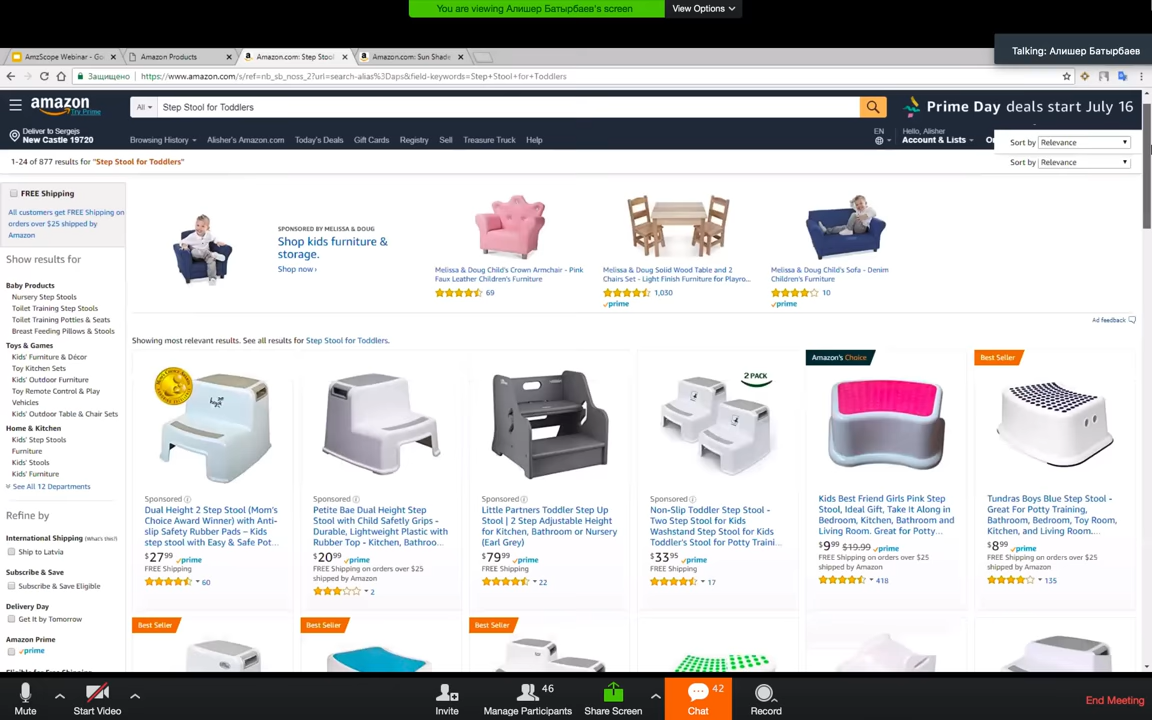 You are viewing Алишер Батырбаев's screen
View Options
Talking: Алишер Батырбаев
AmzScope Webinar - Go
Amazon Products
Amazon.com: Step Stool
Amazon.com: Sun Shade
Защищено
https://www.amazon.com/s/ref=nb_sb_noss_2?url=search-alias%3Daps&field-keywords=Step+Stool+for+Toddlers
amazon
Try Prime
All
Step Stool for Toddlers
Prime Day deals start July 16
Deliver to Sergejs
New Castle 19720
Browsing History
Alisher's Amazon.com
Today's Deals
Gift Cards
Registry
Sell
Treasure Truck
Help
EN
Hello, Alisher
Account & Lists
Sort by Relevance
1-24 of 877 results for "Step Stool for Toddlers"
Sort by Relevance
FREE Shipping
All customers get FREE Shipping on
orders over $25 shipped by
Amazon
Show results for
Baby Products
Nursery Step Stools
Toilet Training Step Stools
Toilet Training Potties & Seats
Breast Feeding Pillows & Stools
Toys & Games
Kids' Furniture & Décor
Toy Kitchen Sets
Kids' Outdoor Furniture
Toy Remote Control & Play
Vehicles
Kids' Outdoor Table & Chair Sets
Home & Kitchen
Kids' Step Stools
Furniture
Kids' Stools
Kids' Furniture
See All 12 Departments
Refine by
International Shipping (What's this?)
Ship to Latvia
Subscribe & Save
Subscribe & Save Eligible
Delivery Day
Get It by Tomorrow
Amazon Prime
prime
SPONSORED BY MELISSA & DOUG
Shop kids furniture &
storage.
Shop now ›
Melissa & Doug Child's Crown Armchair - Pink
Faux Leather Children's Furniture
69
Melissa & Doug Solid Wood Table and 2
Chairs Set - Light Finish Furniture for Playro...
1,030
prime
Melissa & Doug Child's Sofa - Denim
Children's Furniture
10
Ad feedback
Showing most relevant results. See all results for Step Stool for Toddlers.
Sponsored
Dual Height 2 Step Stool (Mom's
Choice Award Winner) with Anti-
slip Safety Rubber Pads – Kids
step stool with Easy & Safe Pot...
$27.99 prime
FREE Shipping
60
Sponsored
Petite Bae Dual Height Step
Stool with Child Safetly Grips -
Durable, Lightweight Plastic with
Rubber Top - Kitchen, Bathroo...
$20.99 prime
FREE Shipping on orders over $25
shipped by Amazon
2
Sponsored
Little Partners Toddler Step Up
Stool | 2 Step Adjustable Height
for Kitchen, Bathroom or Nursery
(Earl Grey)
$79.99 prime
FREE Shipping
22
2 PACK
Sponsored
Non-Slip Toddler Step Stool -
Two Step Stool for Kids
Washstand Step Stool for Kids
Toddler's Stool for Potty Traini...
$33.95 prime
FREE Shipping
17
Amazon's Choice
Kids Best Friend Girls Pink Step
Stool, Ideal Gift, Take It Along in
Bedroom, Kitchen, Bathroom and
Living Room. Great for Potty...
$9.99 $19.99 prime
FREE Shipping on orders over $25
shipped by Amazon
418
Best Seller
Tundras Boys Blue Step Stool -
Great For Potty Training,
Bathroom, Bedroom, Toy Room,
Kitchen, and Living Room....
$8.99 prime
FREE Shipping on orders over $25
shipped by Amazon
135
Best Seller
Best Seller
Best Seller
Mute
Start Video
Invite
46
Manage Participants
Share Screen
42
Chat
Record
End Meeting